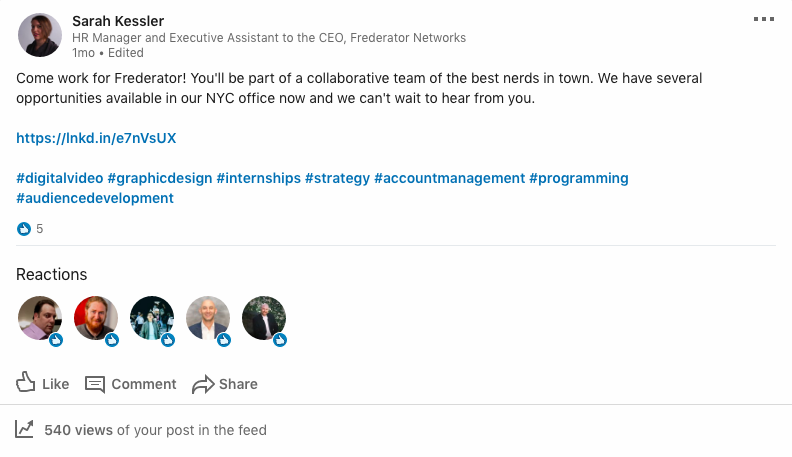 Sarah Kessler
HR Manager and Executive Assistant to the CEO, Frederator Networks
1mo • Edited
Come work for Frederator! You'll be part of a collaborative team of the best nerds in town. We have several
opportunities available in our NYC office now and we can't wait to hear from you.
https://lnkd.in/e7nVsUX
#digitalvideo #graphicdesign #internships #strategy #accountmanagement #programming
#audiencedevelopment
5
Reactions
Like Comment Share
540 views of your post in the feed